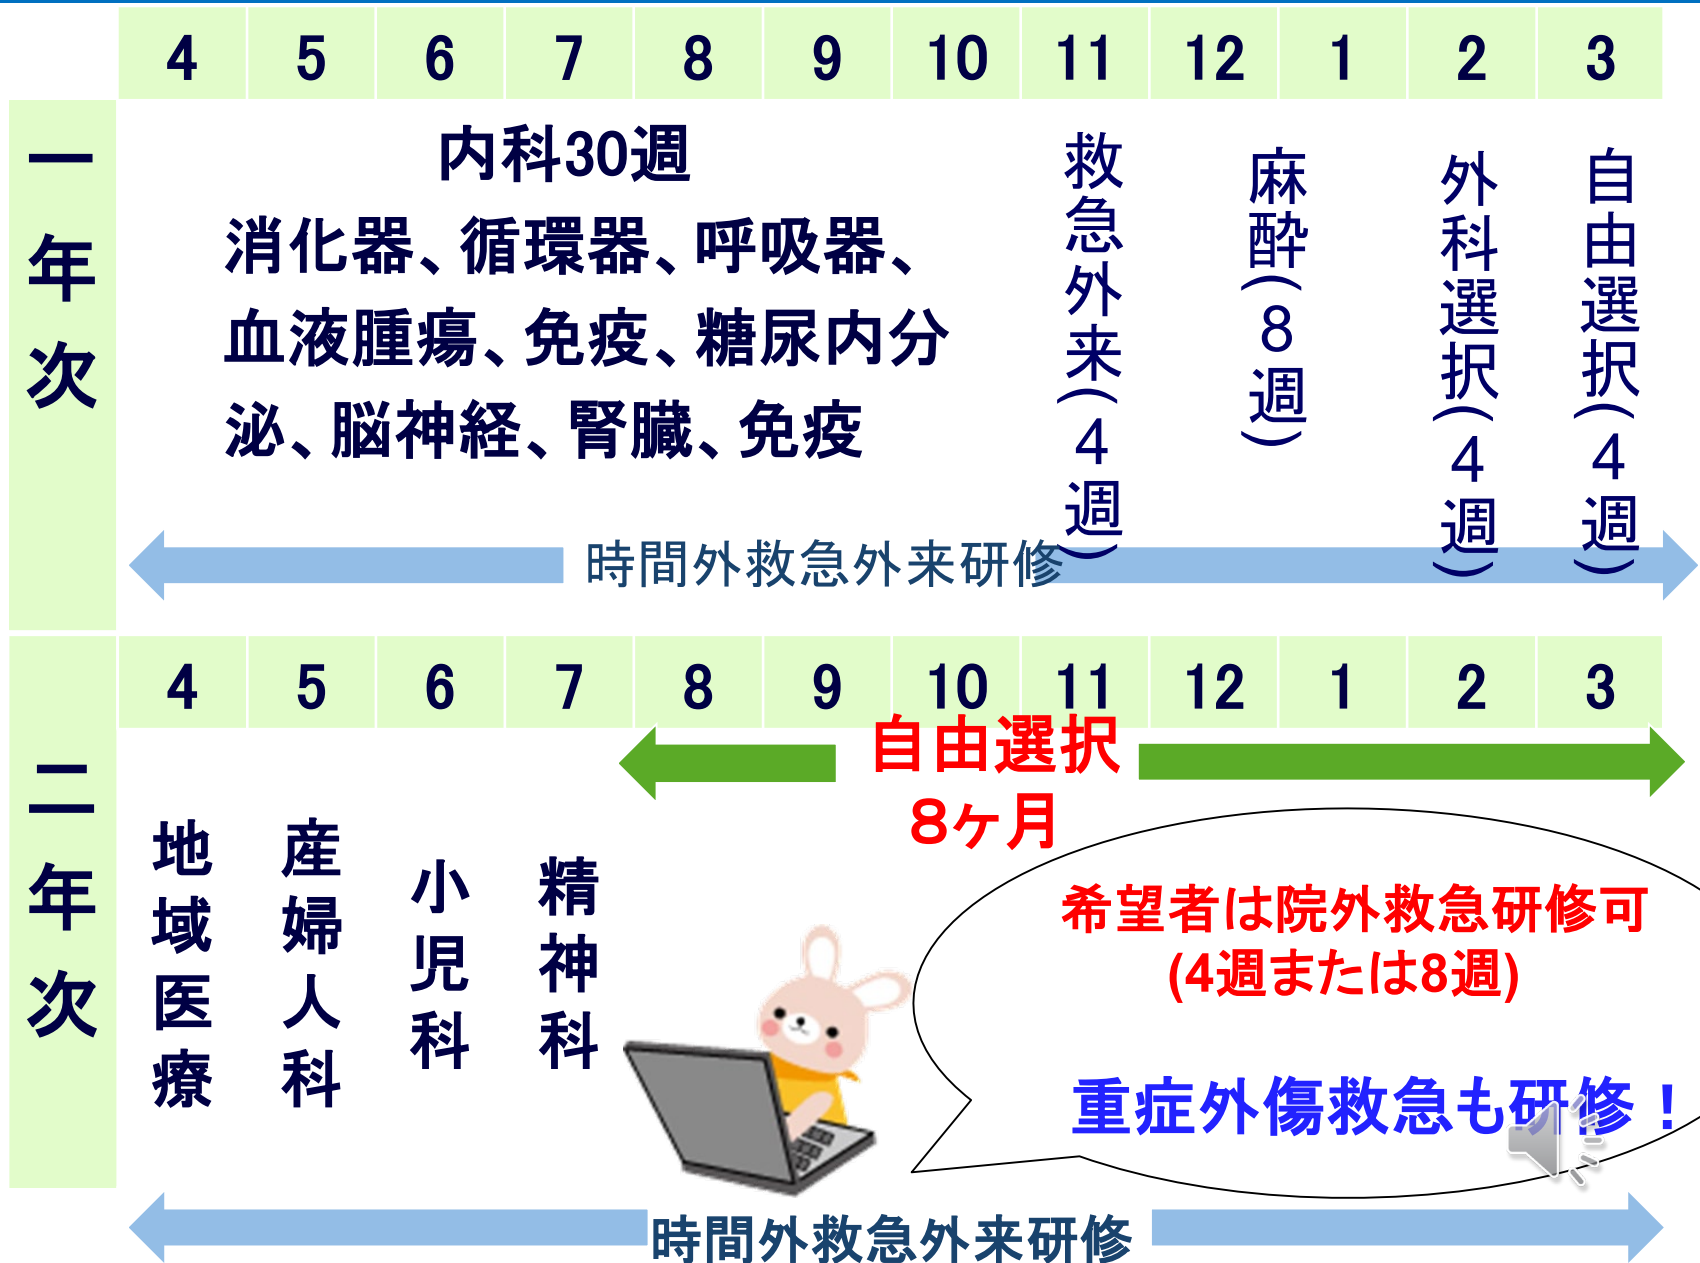 4 5 6 7 8 9 10 11 12 1 2 3
一年次
内科30週
消化器、循環器、呼吸器、
血液腫瘍、免疫、糖尿内分
泌、脳神経、腎臓、免疫
救急外来(4週)
麻酔(8週)
外科選択(4週)
自由選択(4週)
時間外救急外来研修
4 5 6 7 8 9 10 11 12 1 2 3
二年次
地域医療
産婦人科
小児科
精神科
自由選択
8ヶ月
希望者は院外救急研修可
(4週または8週)
重症外傷救急も研修！
時間外救急外来研修